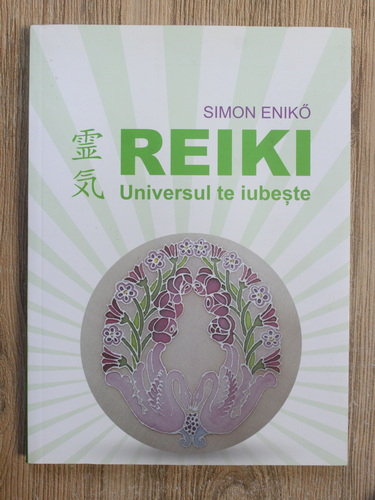 SIMON ENIKŐ
霊気
REIKI
Universul te iubește